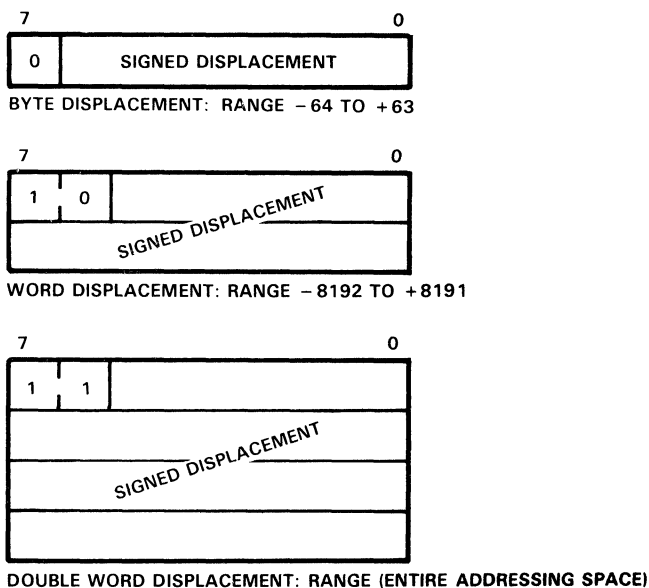 7 0
0 SIGNED DISPLACEMENT
BYTE DISPLACEMENT: RANGE −64 TO +63
7 0
1 0
SIGNED DISPLACEMENT
WORD DISPLACEMENT: RANGE −8192 TO +8191
7 0
1 1
SIGNED DISPLACEMENT
DOUBLE WORD DISPLACEMENT: RANGE (ENTIRE ADDRESSING SPACE)